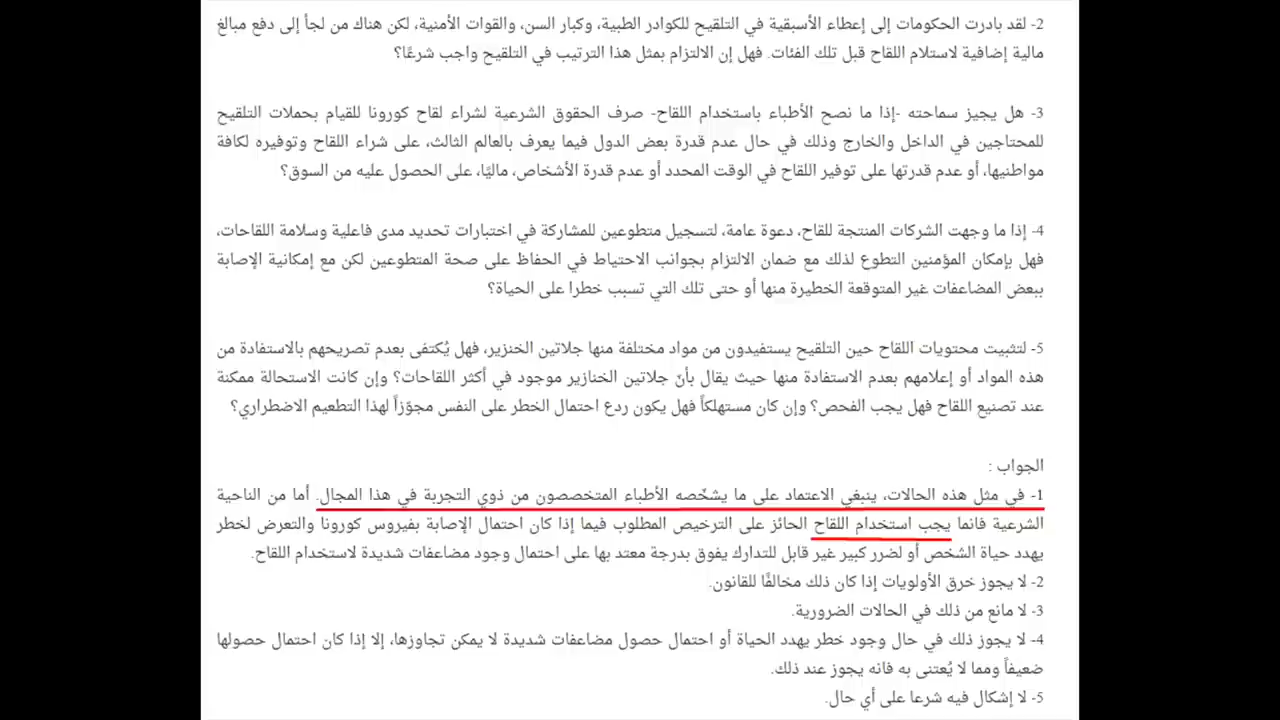 2- لقد بادرت الحكومات إلى إعطاء الأسبقية في التلقيح للكوادر الطبية، وكبار السن، والقوات الأمنية، لكن هناك من لجأ إلى دفع مبالغ
مالية إضافية لاستلام اللقاح قبل تلك الفئات. فهل إن الالتزام بمثل هذا الترتيب في التلقيح واجب شرعًا؟
3- هل يجيز سماحته -إذا ما نصح الأطباء باستخدام اللقاح- صرف الحقوق الشرعية لشراء لقاح كورونا للقيام بحملات التلقيح
للمحتاجين في الداخل والخارج وذلك في حال عدم قدرة بعض الدول فيما يعرف بالعالم الثالث، على شراء اللقاح وتوفيره لكافة
مواطنيها، أو عدم قدرتها على توفير اللقاح في الوقت المحدد أو عدم قدرة الأشخاص، ماليًا، على الحصول عليه من السوق؟
4- إذا ما وجهت الشركات المنتجة للقاح، دعوة عامة، لتسجيل متطوعين للمشاركة في اختبارات تحديد مدى فاعلية وسلامة اللقاحات،
فهل بإمكان المؤمنين التطوع لذلك مع ضمان الالتزام بجوانب الاحتياط في الحفاظ على صحة المتطوعين لكن مع إمكانية الإصابة
ببعض المضاعفات غير المتوقعة الخطيرة منها أو حتى تلك التي تسبب خطرا على الحياة؟
5- لتثبيت محتويات اللقاح حين التلقيح يستفيدون من مواد مختلفة منها جلاتين الخنزير، فهل يُكتفى بعدم تصريحهم بالاستفادة من
هذه المواد أو إعلامهم بعدم الاستفادة منها حيث يقال بأنّ جلاتين الخنازير موجود في أكثر اللقاحات؟ وإن كانت الاستحالة ممكنة
عند تصنيع اللقاح فهل يجب الفحص؟ وإن كان مستهلكاً فهل يكون ردع احتمال الخطر على النفس مجوّزاً لهذا التطعيم الاضطراري؟
الجواب :
1- في مثل هذه الحالات، ينبغي الاعتماد على ما يشخّصه الأطباء المتخصصون من ذوي التجربة في هذا المجال. أما من الناحية
الشرعية فانما يجب استخدام اللقاح الحائز على الترخيص المطلوب فيما إذا كان احتمال الإصابة بفيروس كورونا والتعرض لخطر
يهدد حياة الشخص أو لضرر كبير غير قابل للتدارك يفوق بدرجة معتد بها على احتمال وجود مضاعفات شديدة لاستخدام اللقاح.
2- لا يجوز خرق الأولويات إذا كان ذلك مخالفًا للقانون.
3- لا مانع من ذلك في الحالات الضرورية.
4- لا يجوز ذلك في حال وجود خطر يهدد الحياة أو احتمال حصول مضاعفات شديدة لا يمكن تجاوزها، إلا إذا كان احتمال حصولها
ضعيفاً ومما لا يُعتنى به فانه يجوز عند ذلك.
5- لا إشكال فيه شرعا على أي حال.